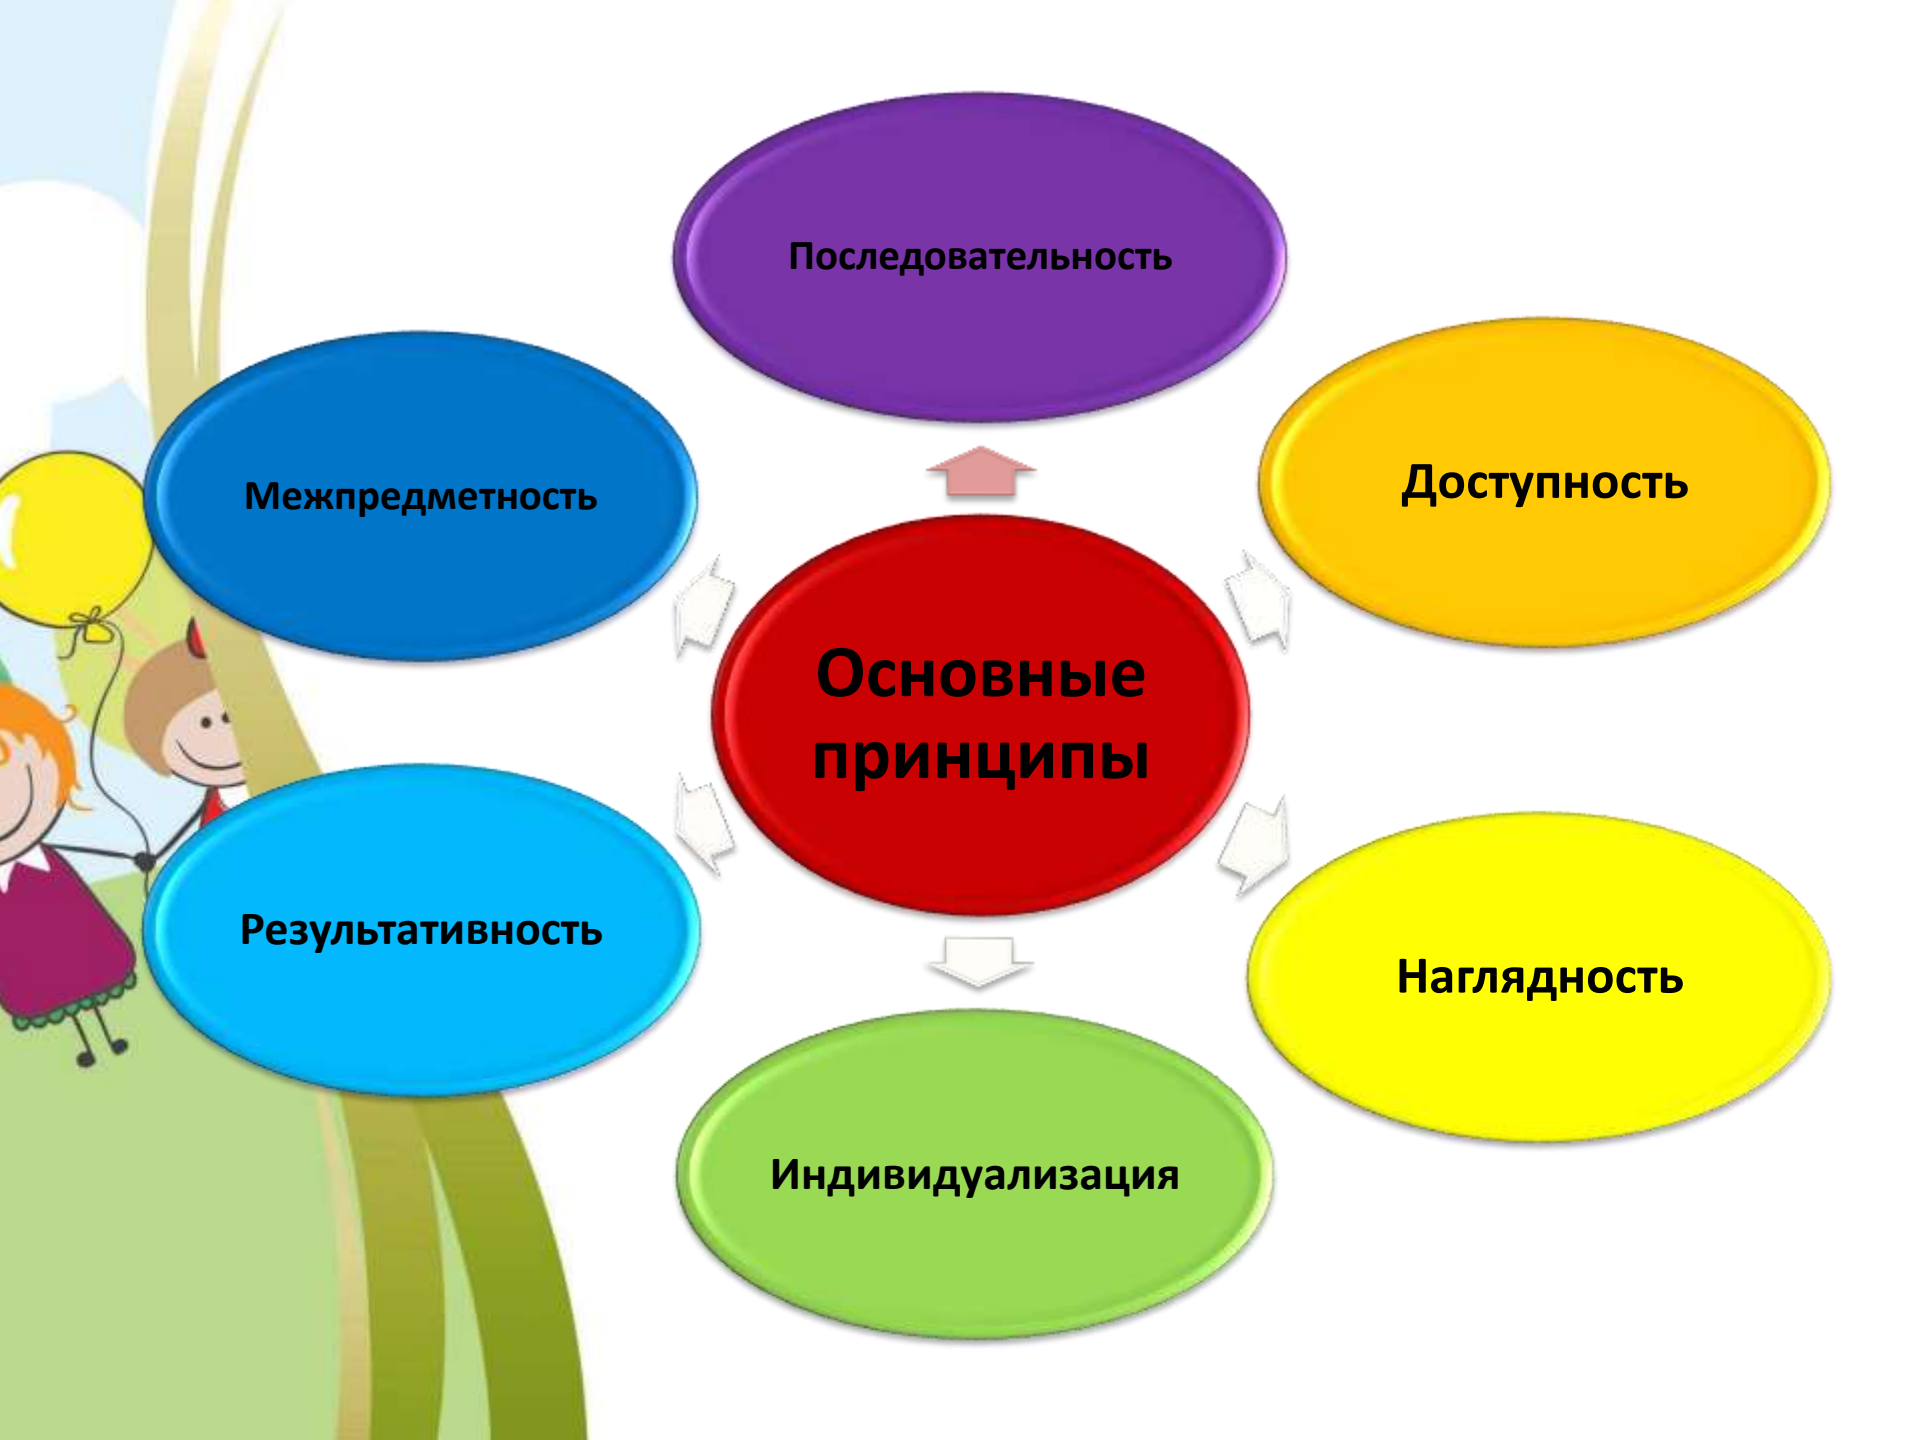 Последовательность
Межпредметность
Доступность
Основные
принципы
Результативность
Наглядность
Индивидуализация